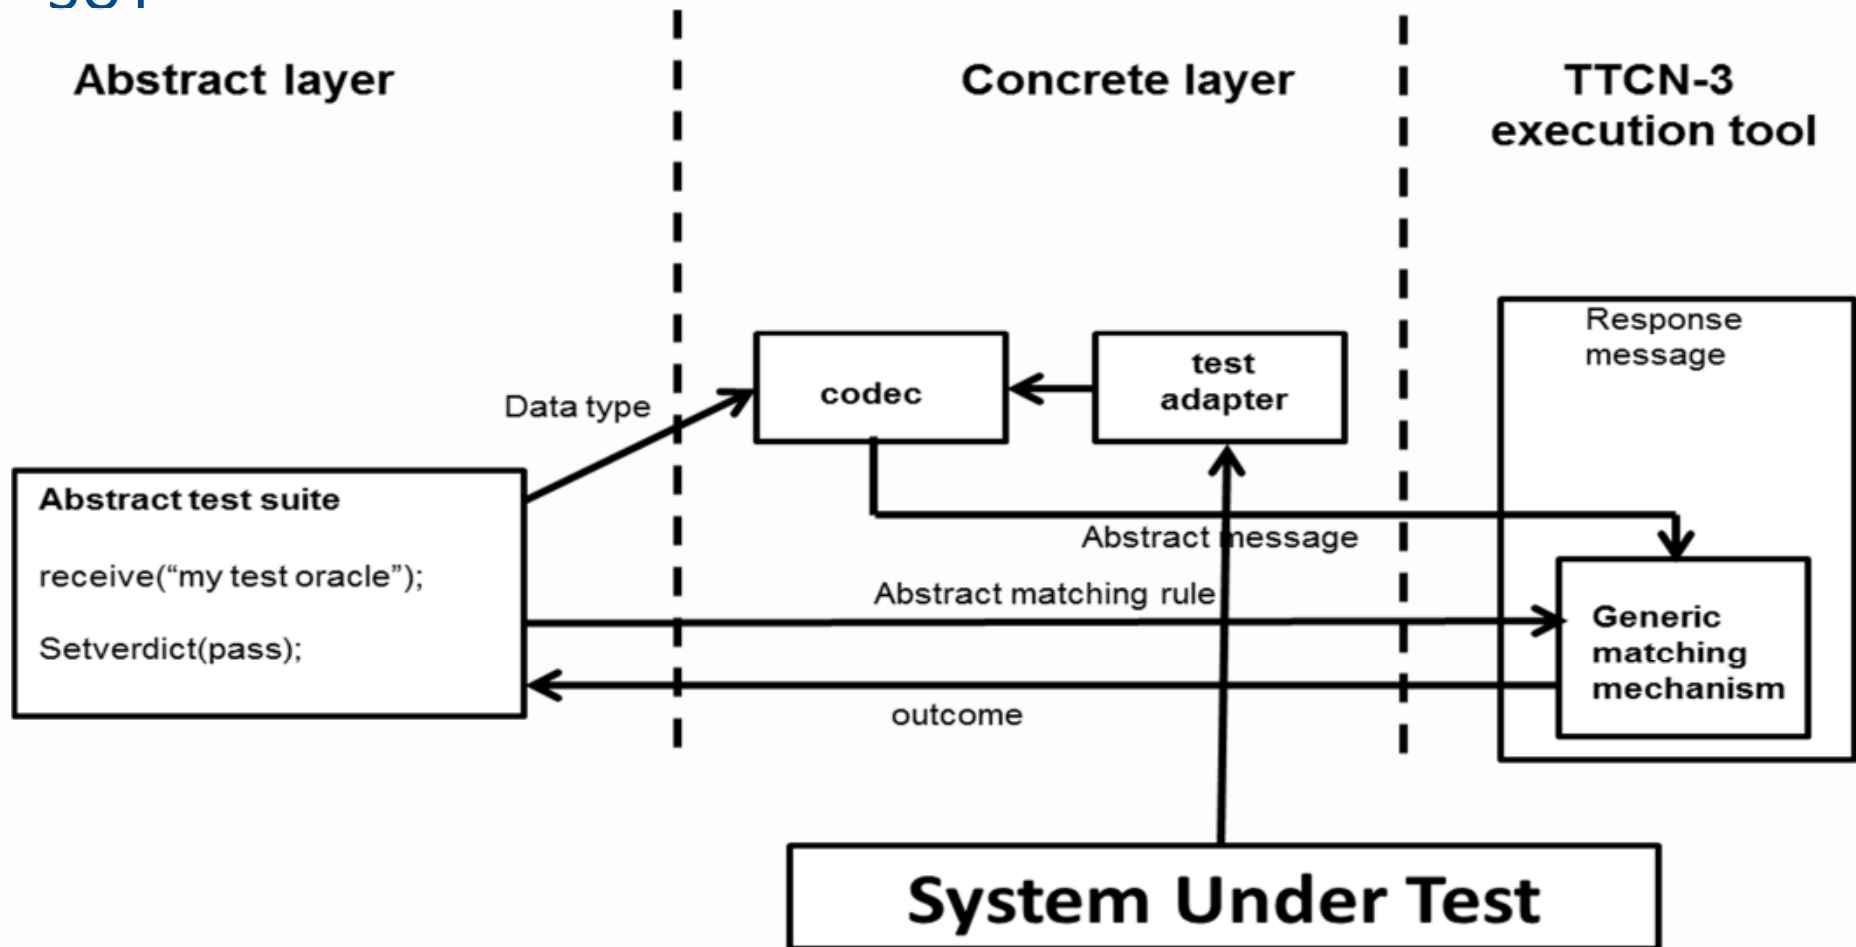 Abstract layer
Concrete layer
TTCN-3
execution tool
Response
message
test
adapter
codec
Data type
Abstract test suite
receive(“my test oracle”);
Setverdict(pass);
Abstract message
Abstract matching rule
Generic
matching
mechanism
outcome
System Under Test